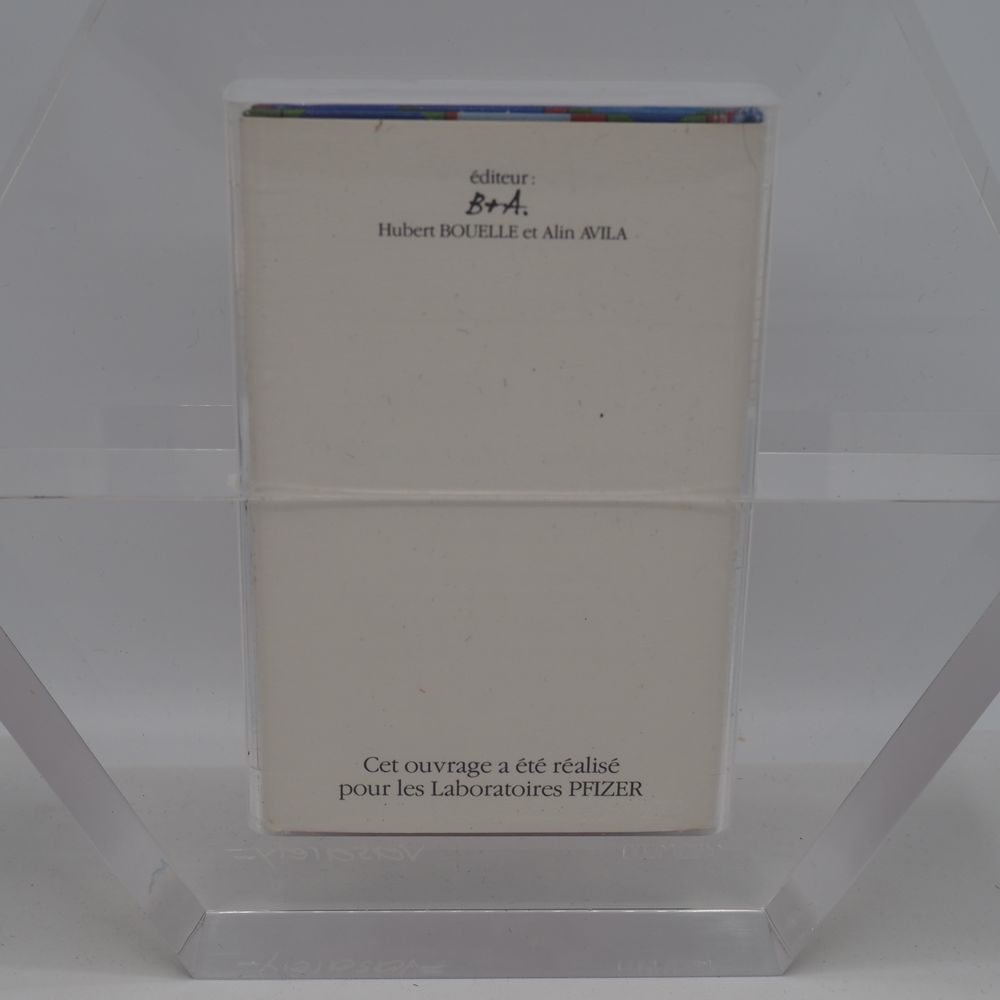 éditeur :
B+A.
Hubert BOUELLE et Alin AVILA
Cet ouvrage a été réalisé
pour les Laboratoires PFIZER